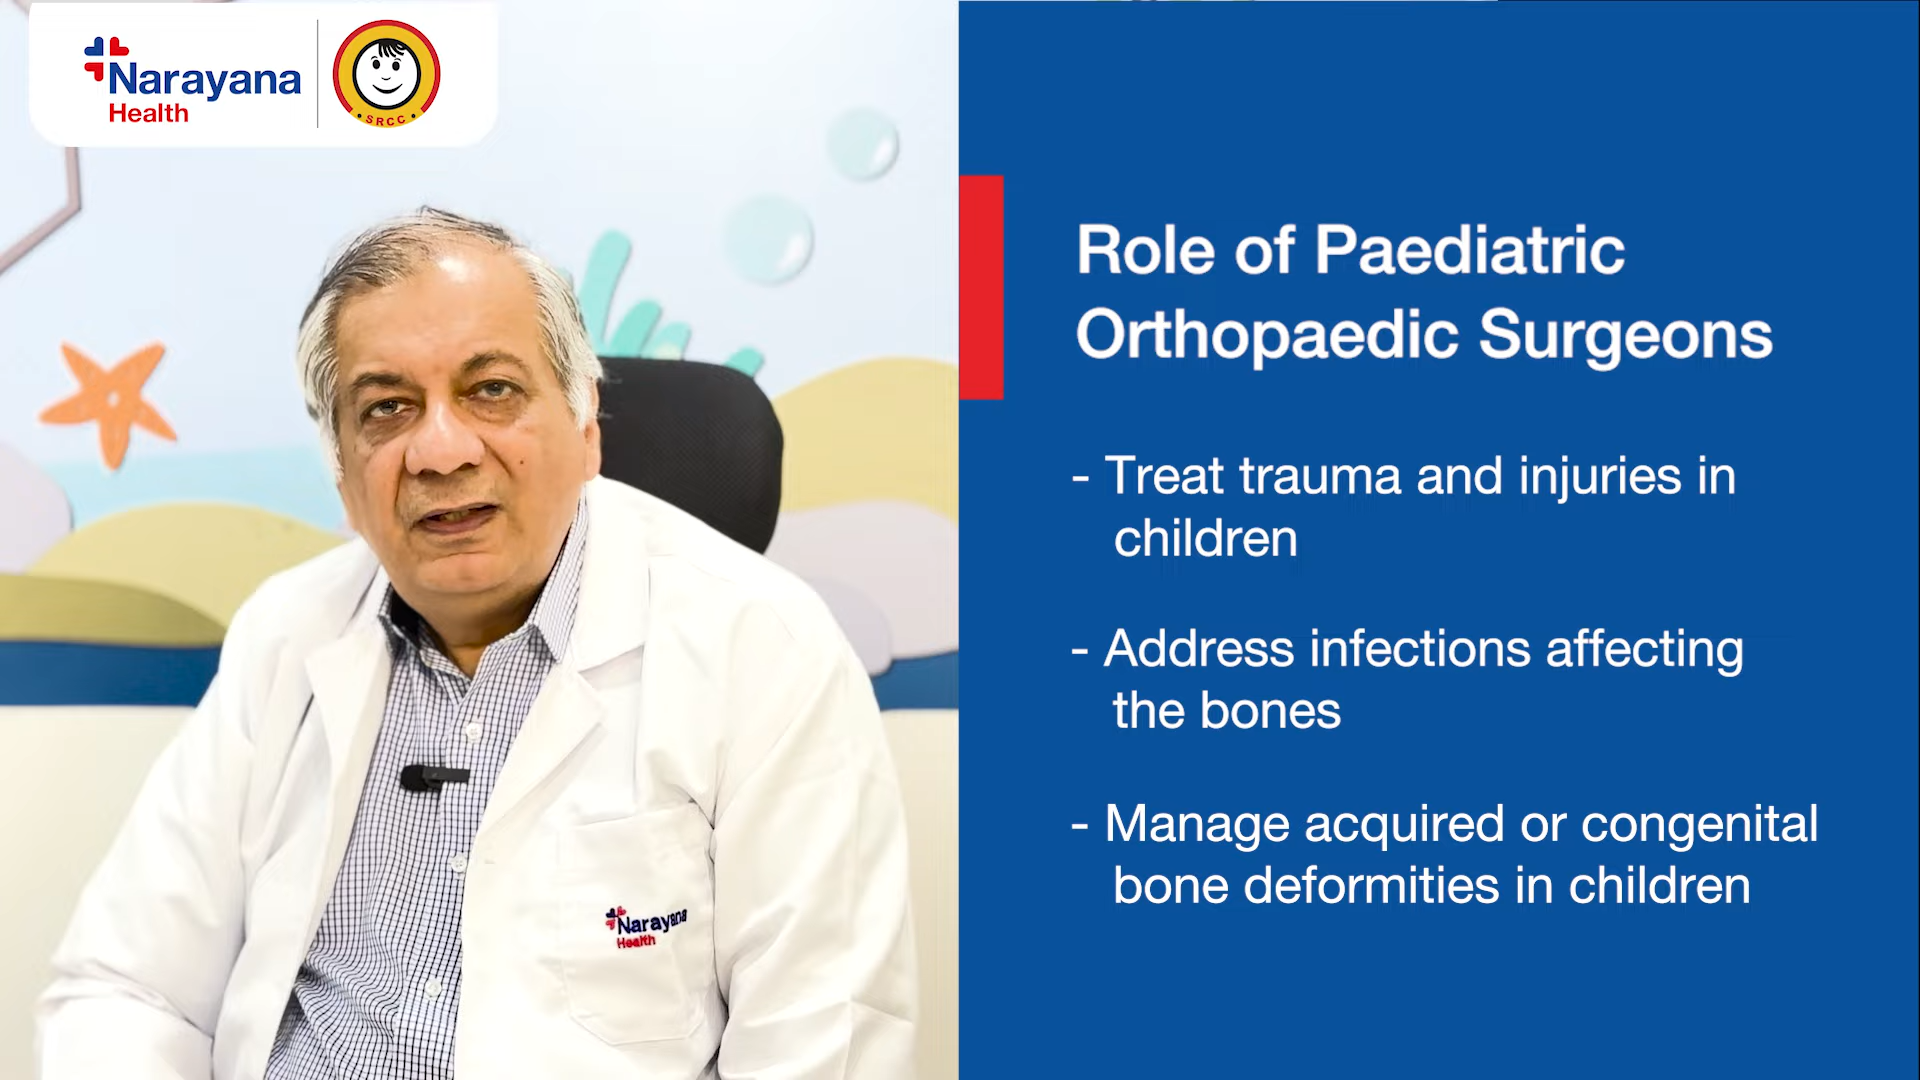 Narayana
Health
SRCC
Role of Paediatric
Orthopaedic Surgeons
- Treat trauma and injuries in
children
- Address infections affecting
the bones
- Manage acquired or congenital
bone deformities in children
Narayana
Health